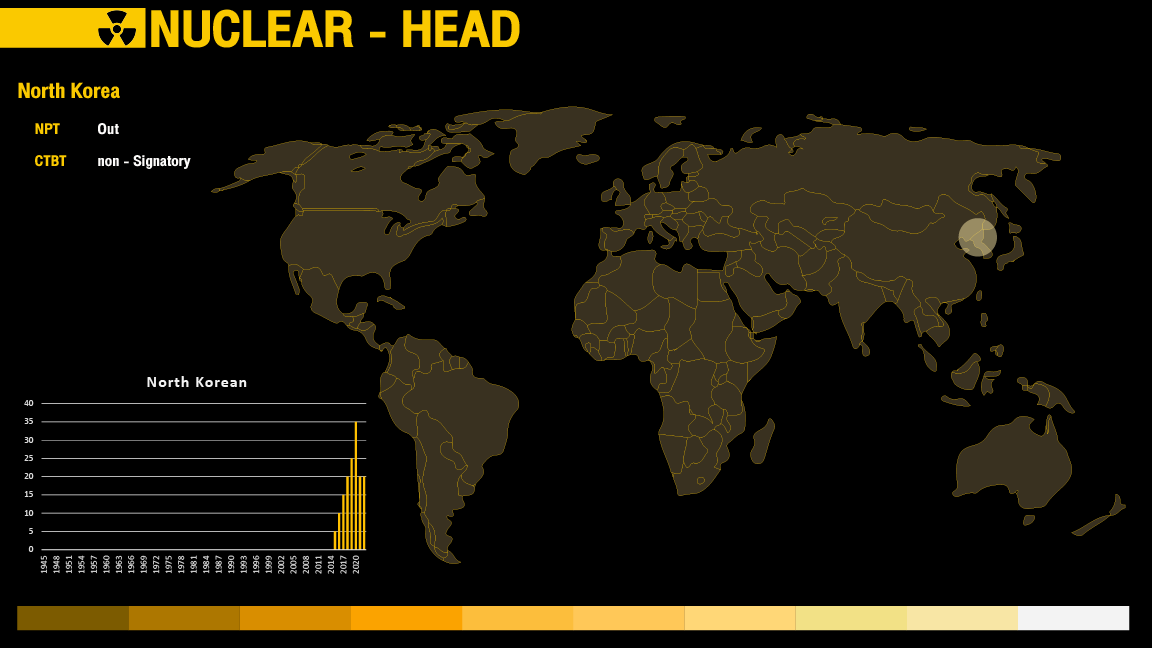 NUCLEAR - HEAD
North Korea
NPT Out
CTBT non - Signatory
North Korean
40
35
30
25
20
15
10
5
0
1945 1948 1951 1954 1957 1960 1963 1966 1969 1972 1975 1978 1981 1984 1987 1990 1993 1996 1999 2002 2005 2008 2011 2014 2017 2020